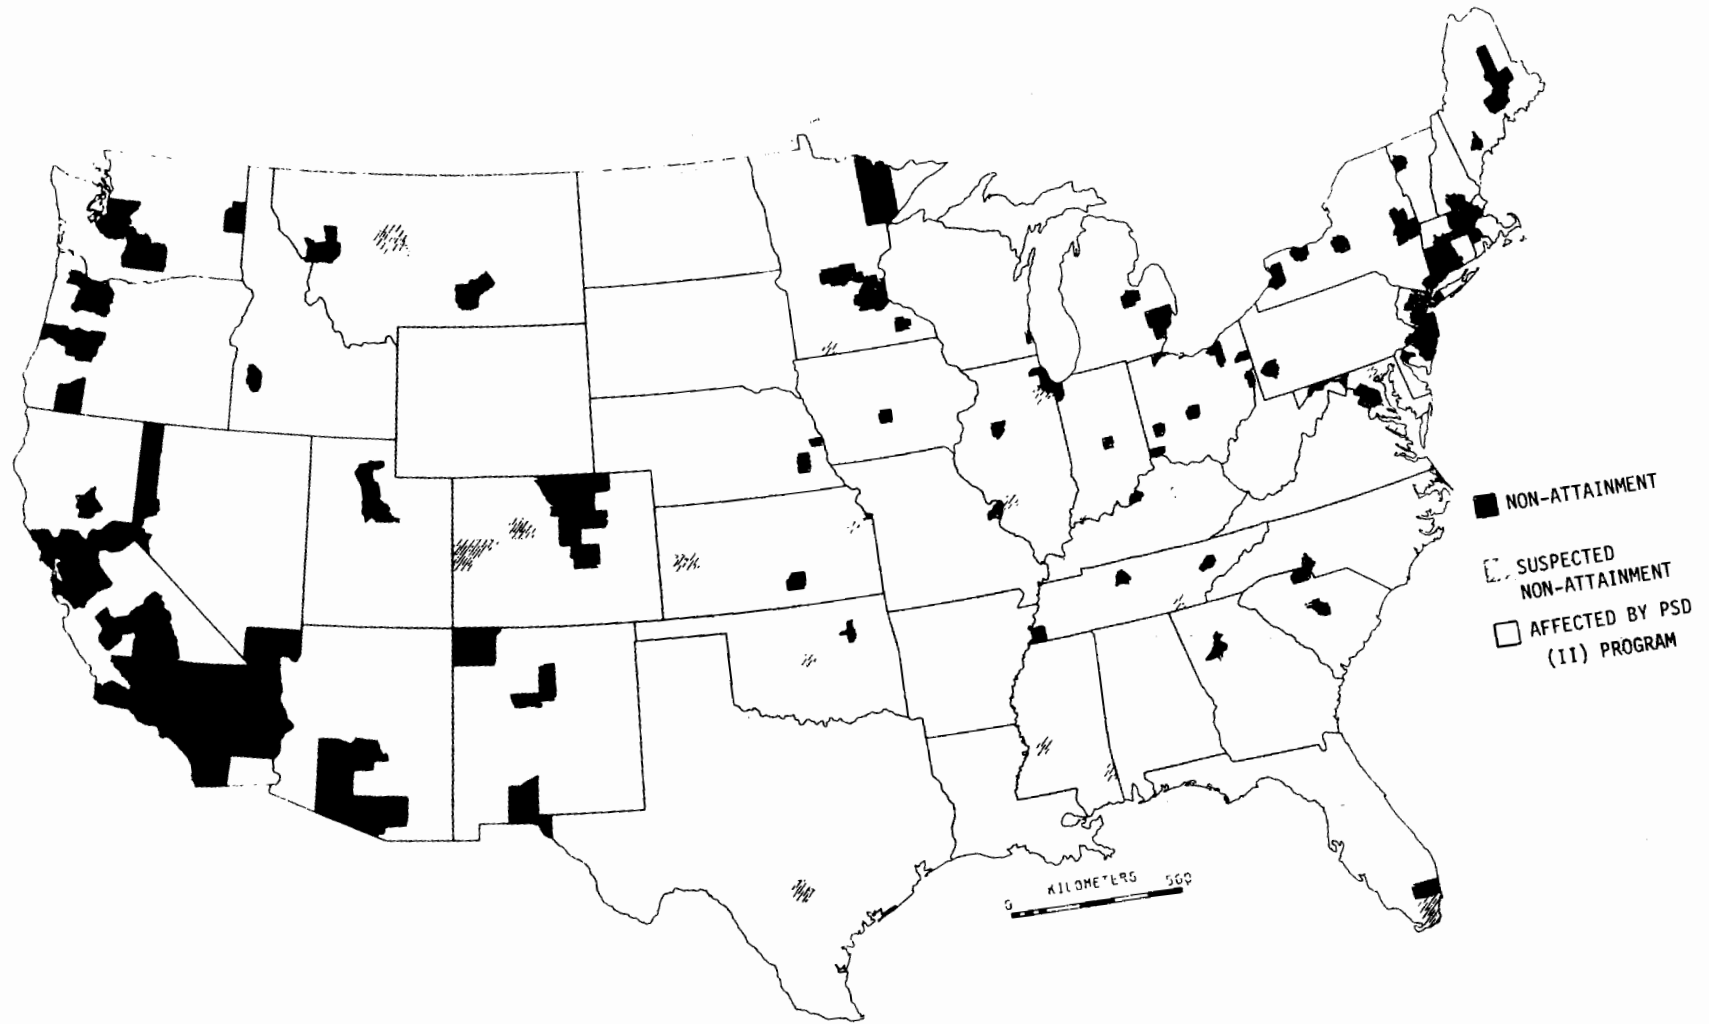 NON-ATTAINMENT
SUSPECTED
NON-ATTAINMENT
AFFECTED BY PSD
(II) PROGRAM
KILOMETERS
0 500